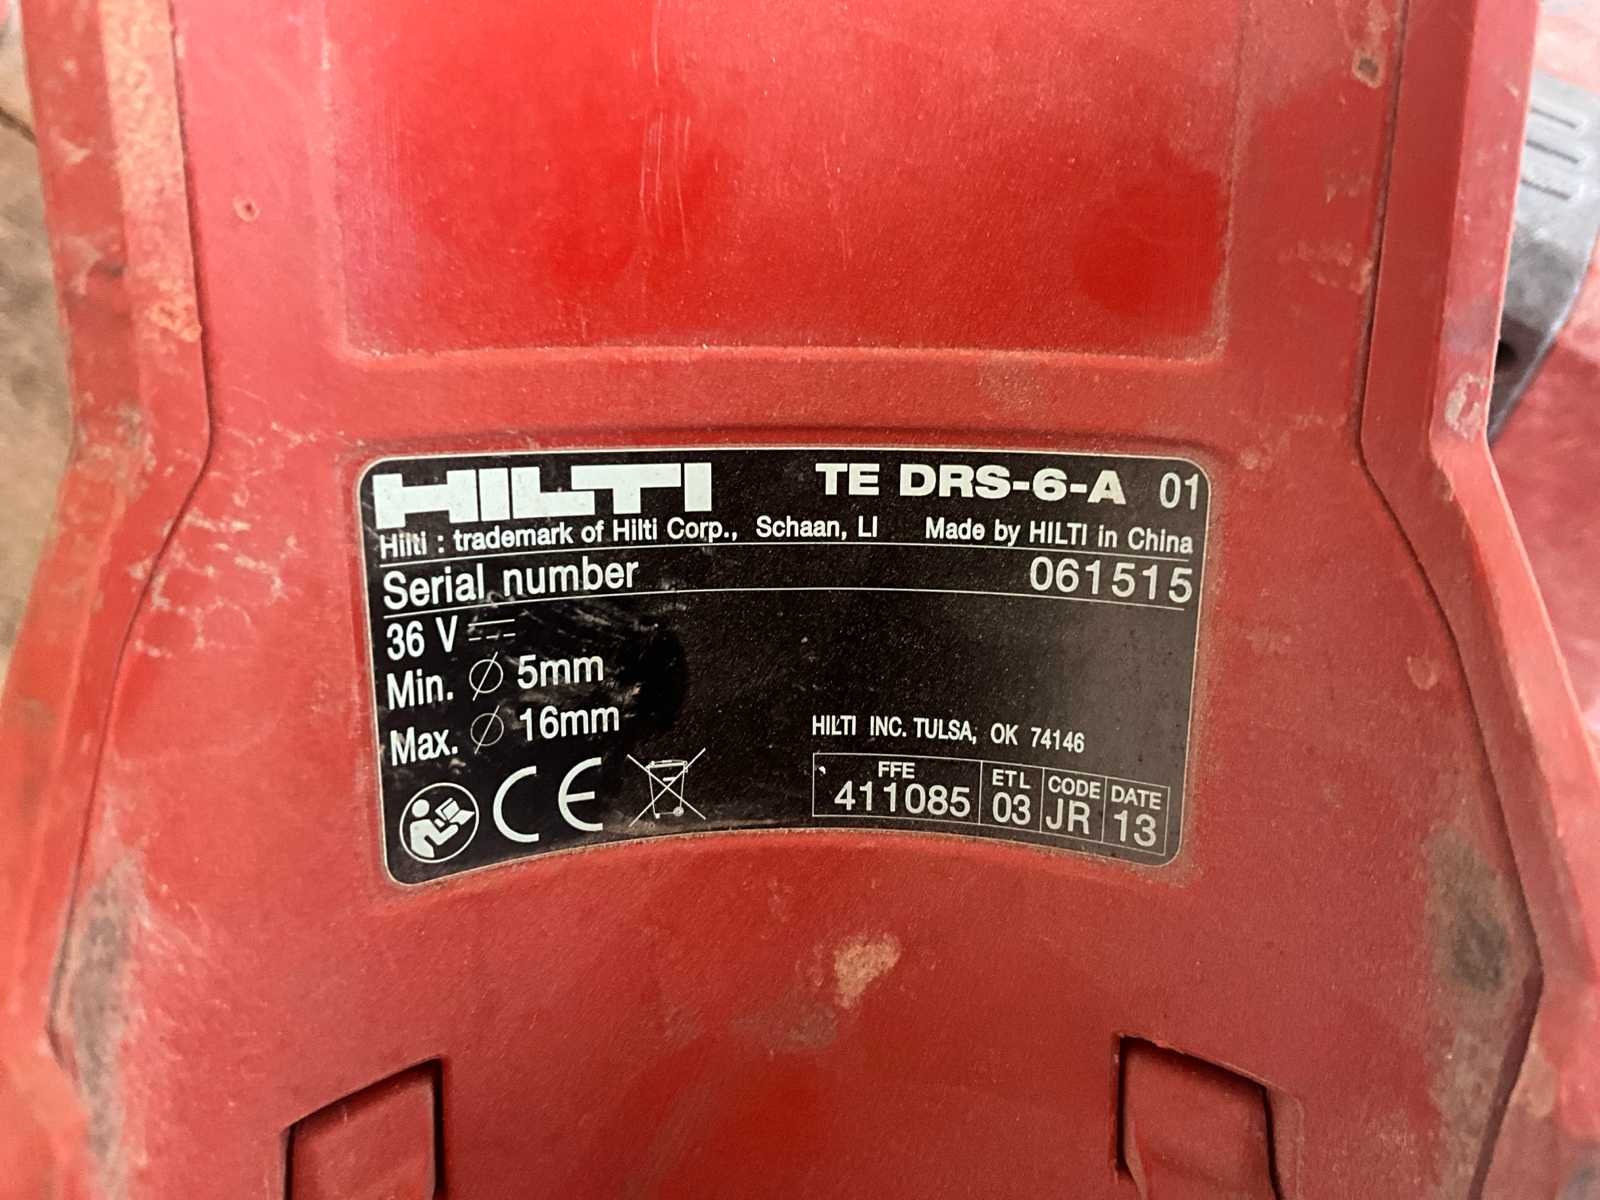 HILTI TE DRS-6-A 01
Hilti : trademark of Hilti Corp., Schaan, LI Made by HILTI in China
Serial number 061515
36 V
Min. ∅ 5mm
Max. ∅ 16mm
HILTI INC. TULSA, OK 74146
FFE ETL CODE DATE
411085 03 JR 13
CE